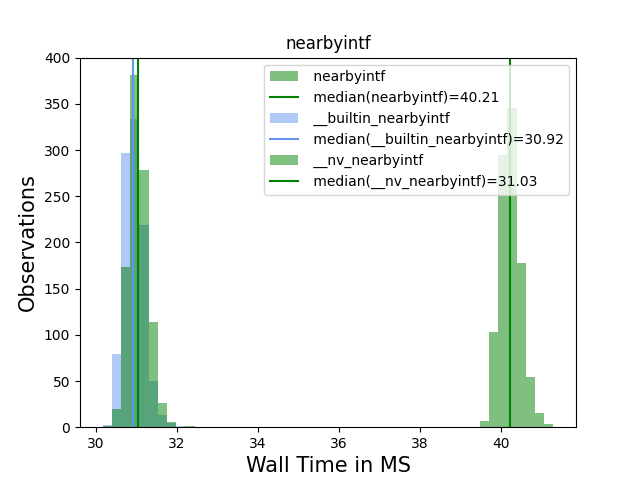 nearbyintf
400
350
300
250
200
150
100
50
0
Observations
nearbyintf
median(nearbyintf)=40.21
__builtin_nearbyintf
median(__builtin_nearbyintf)=30.92
__nv_nearbyintf
median(__nv_nearbyintf)=31.03
30 32 34 36 38 40
Wall Time in MS